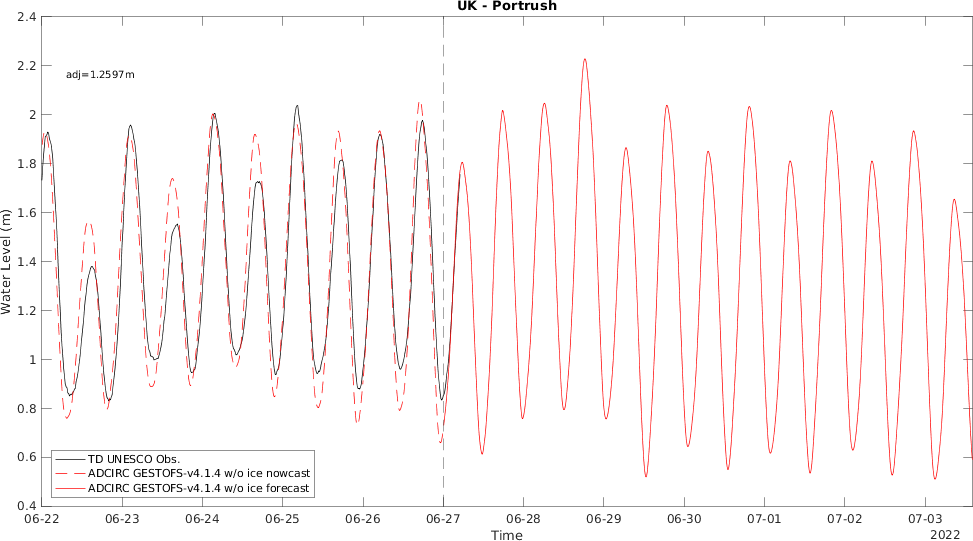 UK - Portrush
2.4
2.2
2
1.8
1.6
1.4
1.2
1
0.8
0.6
0.4
Water Level (m)
adj=1.2597m
TD UNESCO Obs.
ADCIRC GESTOFS-v4.1.4 w/o ice nowcast
ADCIRC GESTOFS-v4.1.4 w/o ice forecast
06-22 06-23 06-24 06-25 06-26 06-27 06-28 06-29 06-30 07-01 07-02 07-03
Time
2022